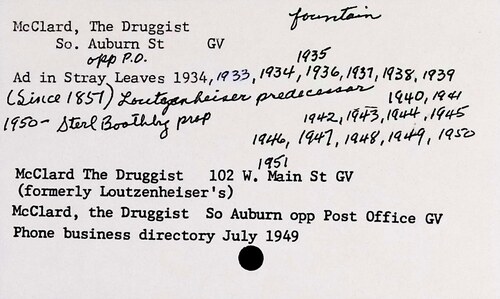 fountain
McClard, The Druggist
So. Auburn St GV
opp P.O.
1935
Ad in Stray Leaves 1934, 1933, 1934, 1936, 1937, 1938, 1939
(Since 1857) Loutzenheiser predecessor 1940, 1941
1950- Sterl Boothby prop 1942, 1943, 1944, 1945
1946, 1947, 1948, 1949, 1950
1951
McClard The Druggist 102 W. Main St GV
(formerly Loutzenheiser's)
McClard, the Druggist So Auburn opp Post Office GV
Phone business directory July 1949